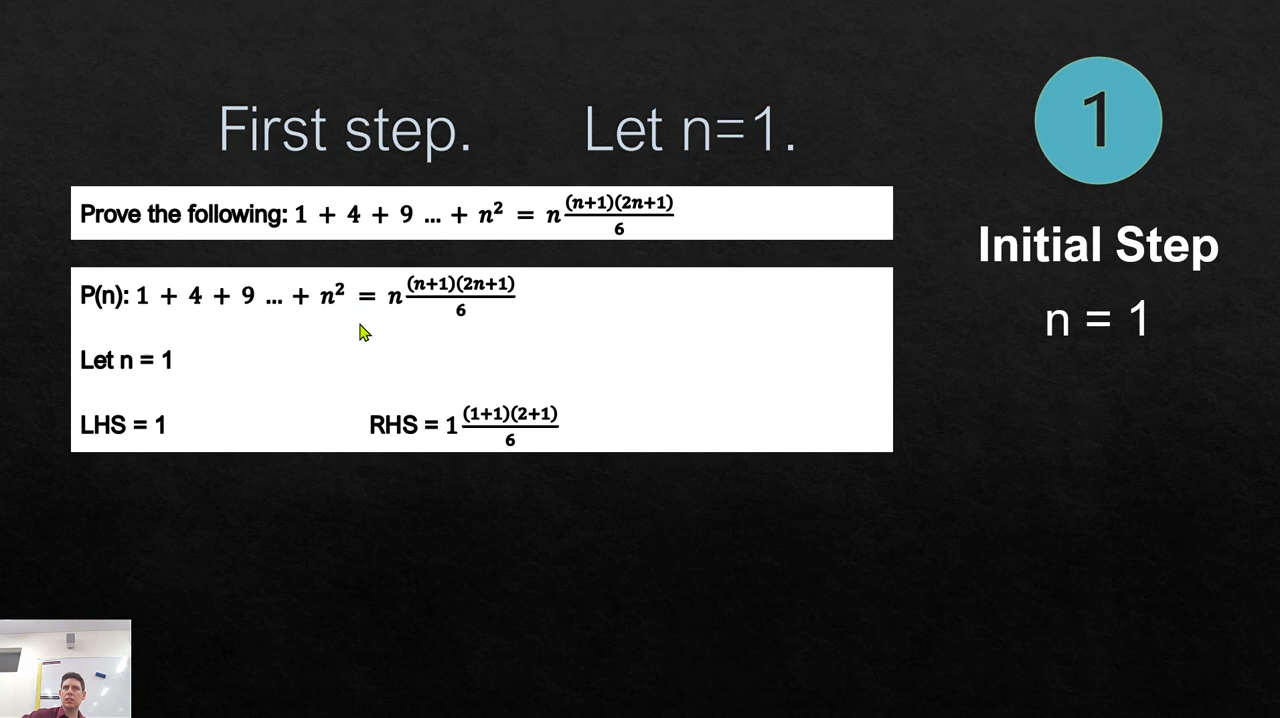 First step. Let n=1.
Prove the following: 1 + 4 + 9 ... + n² = n (n+1)(2n+1)/6
P(n): 1 + 4 + 9 ... + n² = n (n+1)(2n+1)/6
Let n = 1
LHS = 1 RHS = 1 (1+1)(2+1)/6
1
Initial Step
n = 1